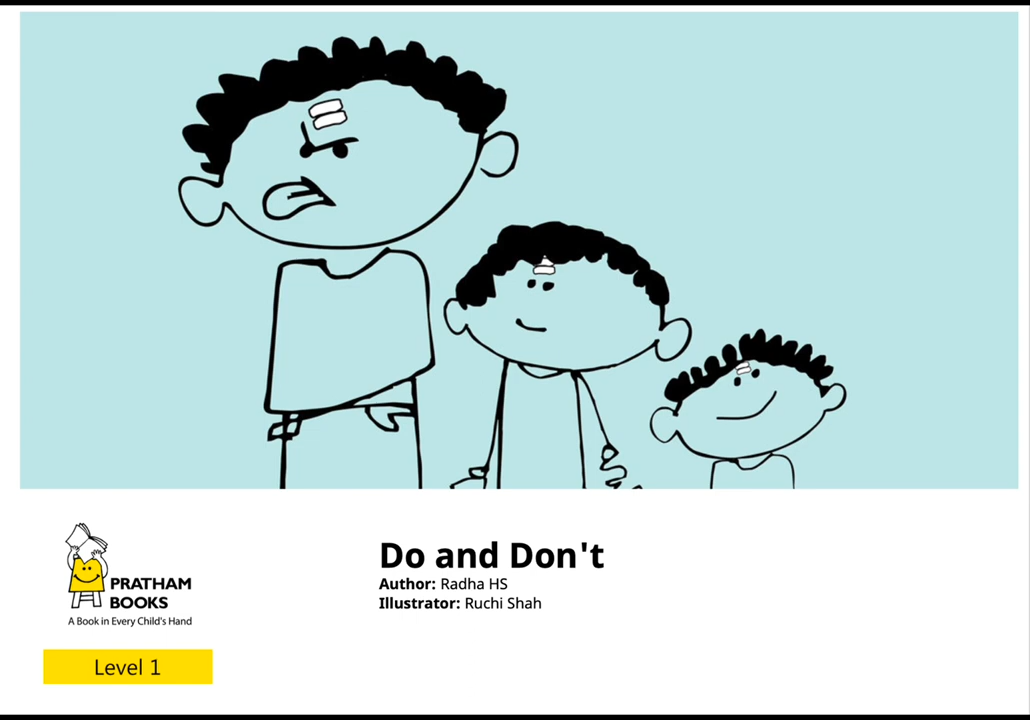 Do and Don't
Author: Radha HS
Illustrator: Ruchi Shah
PRATHAM
BOOKS
A Book in Every Child's Hand
Level 1